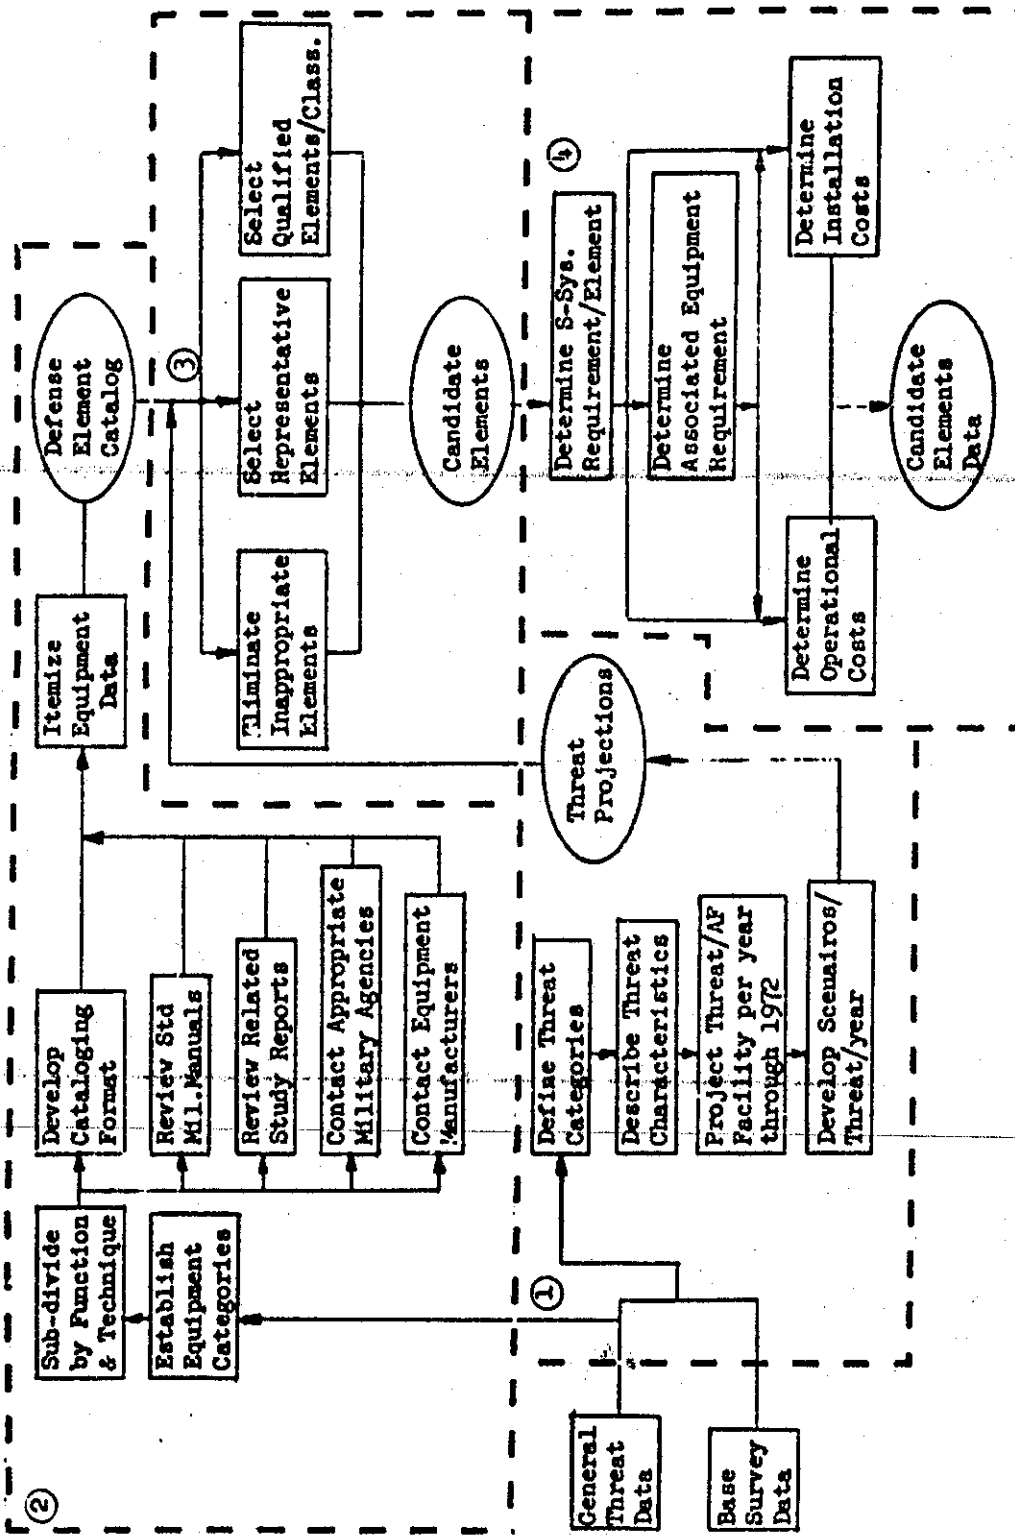 ②
Sub-divide
by Function
& Technique
Establish
Equipment
Categories
Develop
Cataloging
Format
Review Std
Mil.Manuals
Review Related
Study Reports
Contact Appropriate
Military Agencies
Contact Equipment
Manufacturers
Itemize
Equipment
Data
Defense
Element
Catalog
③
Eliminate
Inappropriate
Elements
Select
Representative
Elements
Select
Qualified
Elements/Class.
Candidate
Elements
①
General
Threat
Data
Base
Survey
Data
Define Threat
Categories
Describe Threat
Characteristics
Project Threat/AF
Facility per year
through 1972
Develop Scenairos/
Threat/year
Threat
Projections
④
Determine S-Sys.
Requirement/Element
Determine
Associated Equipment
Requirement
Determine
Operational
Costs
Determine
Installation
Costs
Candidate
Elements
Data